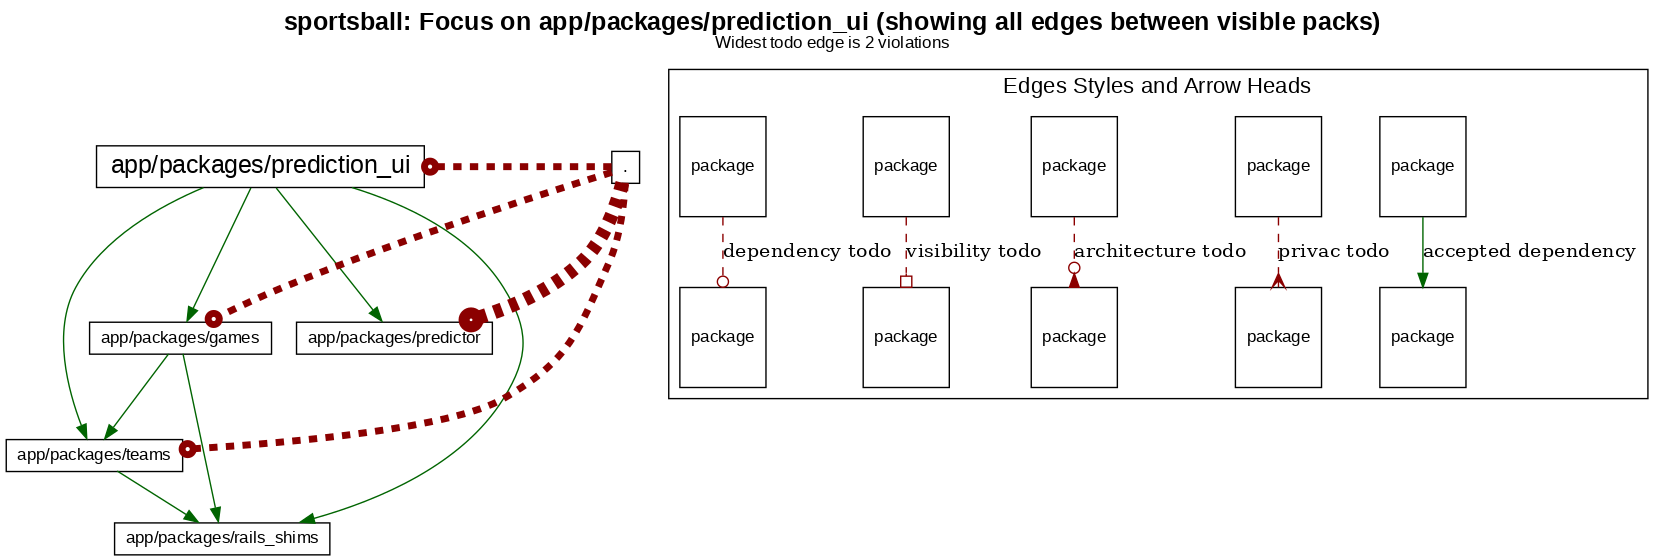 sportsball: Focus on app/packages/prediction_ui (showing all edges between visible packs)
Widest todo edge is 2 violations
Edges Styles and Arrow Heads
package
package
package
package
package
app/packages/prediction_ui
.
dependency todo
visibility todo
architecture todo
privac todo
accepted dependency
package
package
package
package
package
app/packages/games
app/packages/predictor
app/packages/teams
app/packages/rails_shims